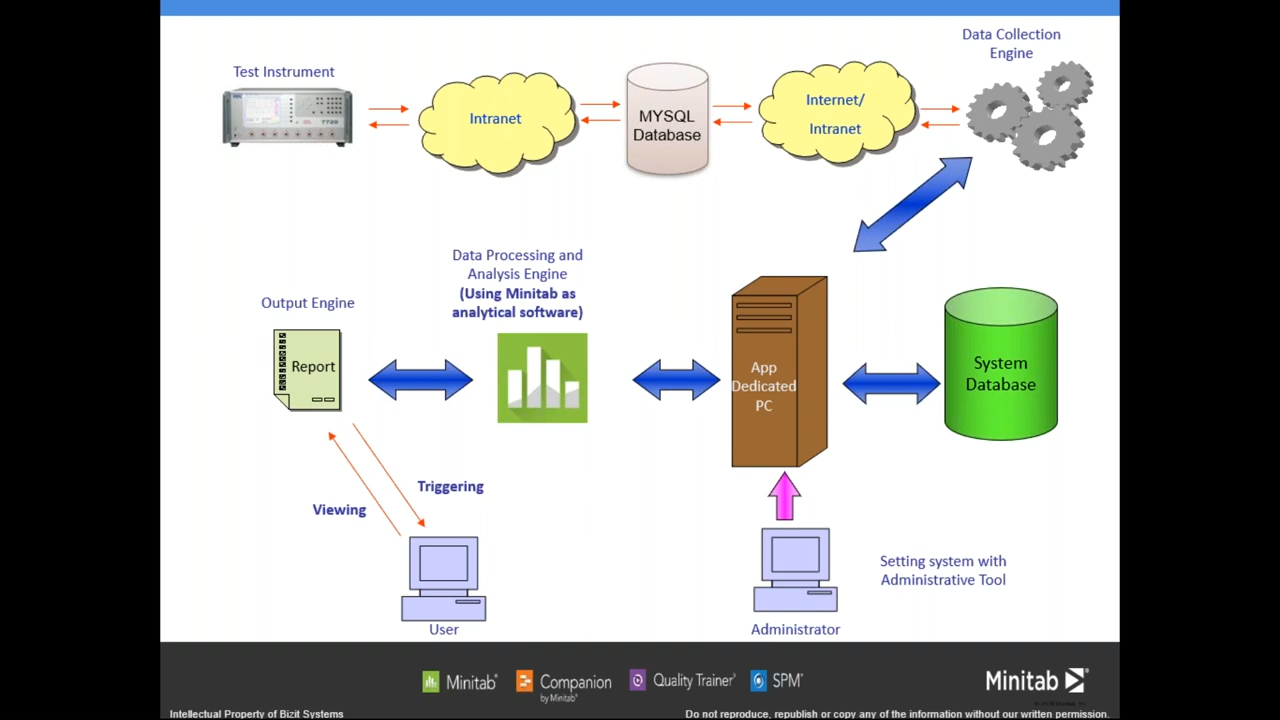 Data Collection
Engine
Test Instrument
Intranet
MYSQL
Database
Internet/
Intranet
Data Processing and
Analysis Engine
(Using Minitab as
analytical software)
Output Engine
Report
App
Dedicated
PC
System
Database
Triggering
Viewing
Setting system with
Administrative Tool
User
Administrator
Minitab®
Companion
by Minitab®
Quality Trainer®
SPM®
Minitab®
Intellectual Property of Bizit Systems
Do not reproduce, republish or copy any of the information without our written permission.